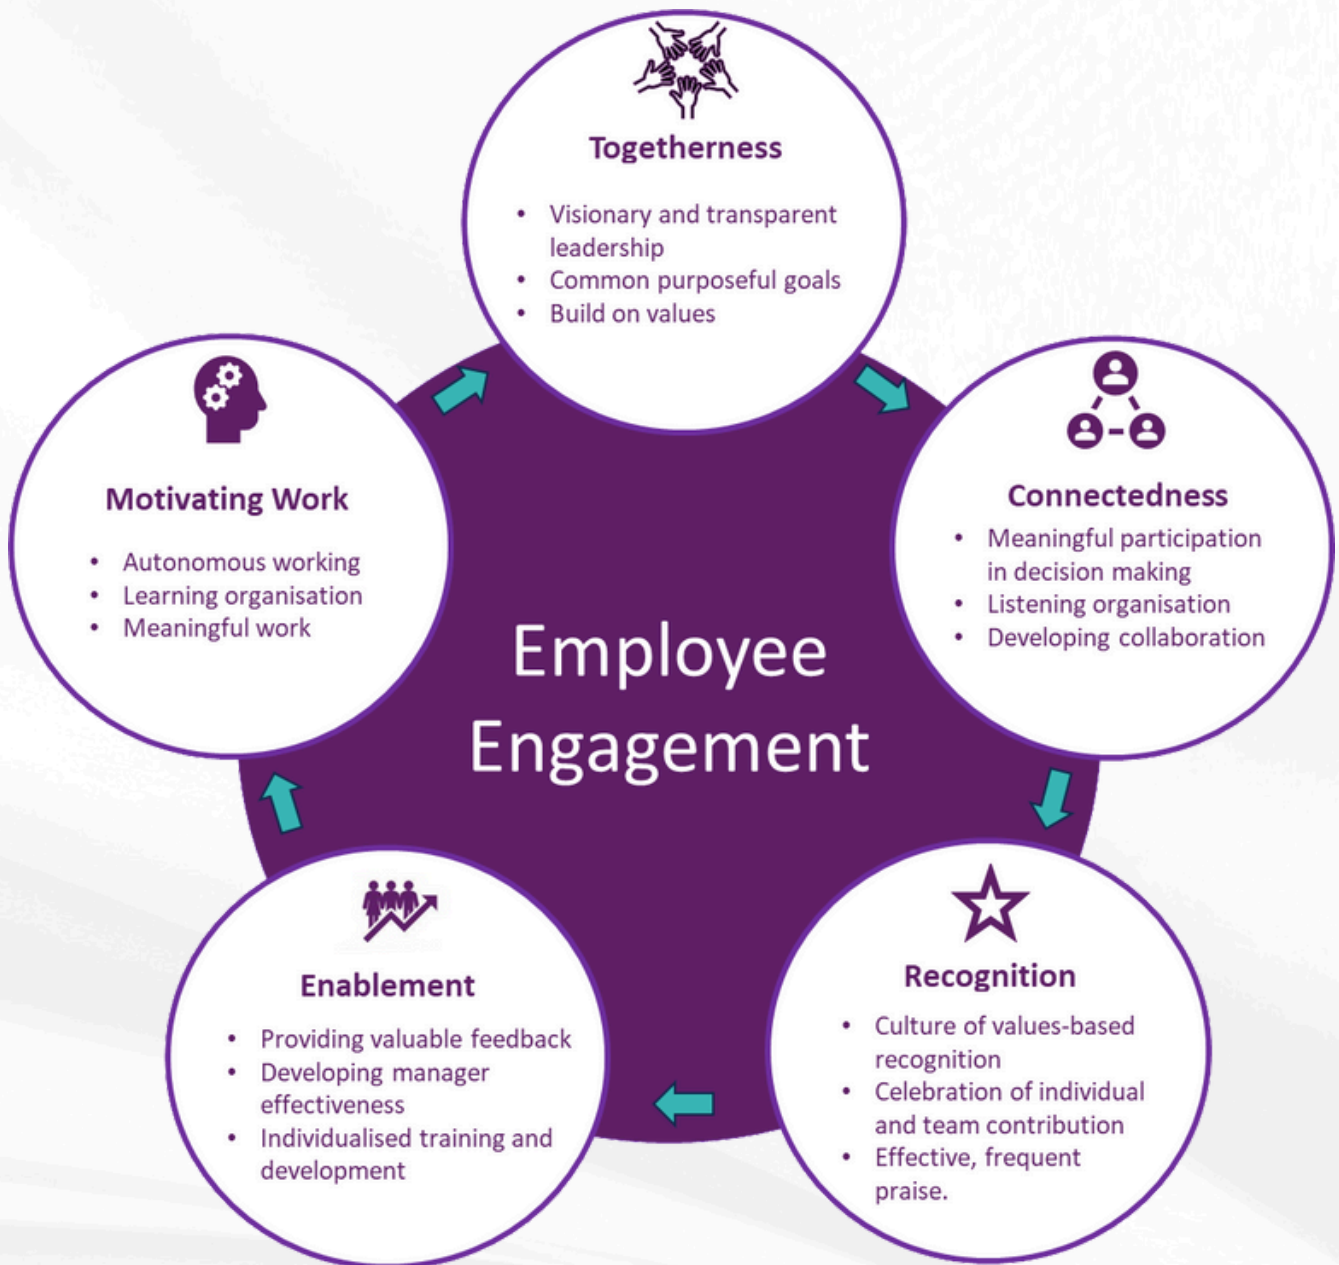 Togetherness
• Visionary and transparent
leadership
• Common purposeful goals
• Build on values
Connectedness
• Meaningful participation
in decision making
• Listening organisation
• Developing collaboration
Recognition
• Culture of values-based
recognition
• Celebration of individual
and team contribution
• Effective, frequent
praise.
Enablement
• Providing valuable feedback
• Developing manager
effectiveness
• Individualised training and
development
Motivating Work
• Autonomous working
• Learning organisation
• Meaningful work
Employee
Engagement